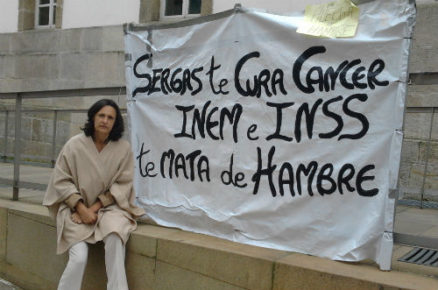 SERGAS te CURA CANCER
INEM e INSS
te MATA de HAMBRE